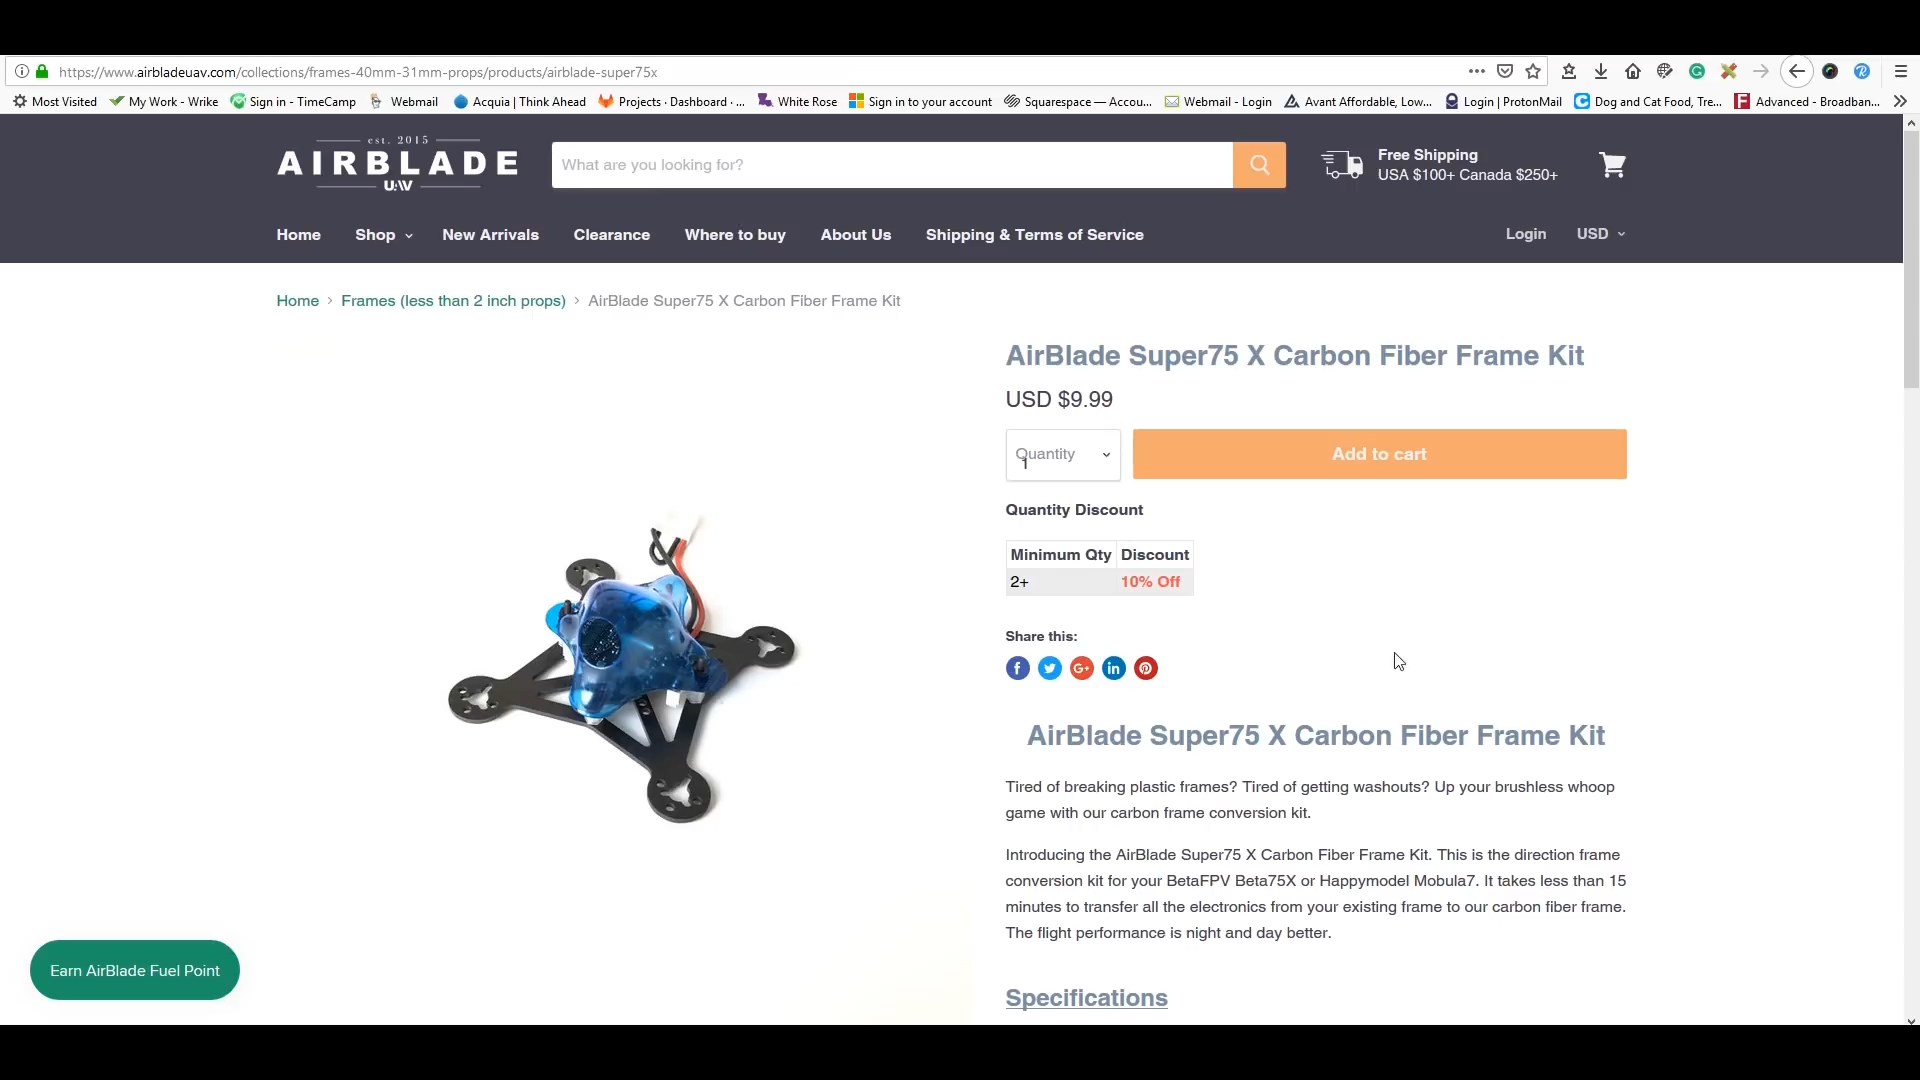 https://www.airbladeuav.com/collections/frames-40mm-31mm-props/products/airblade-super75x
Most Visited My Work - Wrike Sign in - TimeCamp Webmail Acquia | Think Ahead Projects · Dashboard · ... White Rose Sign in to your account Squarespace — Accou... Webmail - Login Avant Affordable, Low... Login | ProtonMail Dog and Cat Food, Tre... Advanced - Broadban...
est. 2015
AIRBLADE
UAV
What are you looking for?
Free Shipping
USA $100+ Canada $250+
Home Shop New Arrivals Clearance Where to buy About Us Shipping & Terms of Service Login USD
Home > Frames (less than 2 inch props) > AirBlade Super75 X Carbon Fiber Frame Kit
AirBlade Super75 X Carbon Fiber Frame Kit
USD $9.99
Quantity
1
Add to cart
Quantity Discount
Minimum Qty Discount
2+ 10% Off
Share this:
AirBlade Super75 X Carbon Fiber Frame Kit
Tired of breaking plastic frames? Tired of getting washouts? Up your brushless whoop
game with our carbon frame conversion kit.
Introducing the AirBlade Super75 X Carbon Fiber Frame Kit. This is the direction frame
conversion kit for your BetaFPV Beta75X or Happymodel Mobula7. It takes less than 15
minutes to transfer all the electronics from your existing frame to our carbon fiber frame.
The flight performance is night and day better.
Earn AirBlade Fuel Point
Specifications